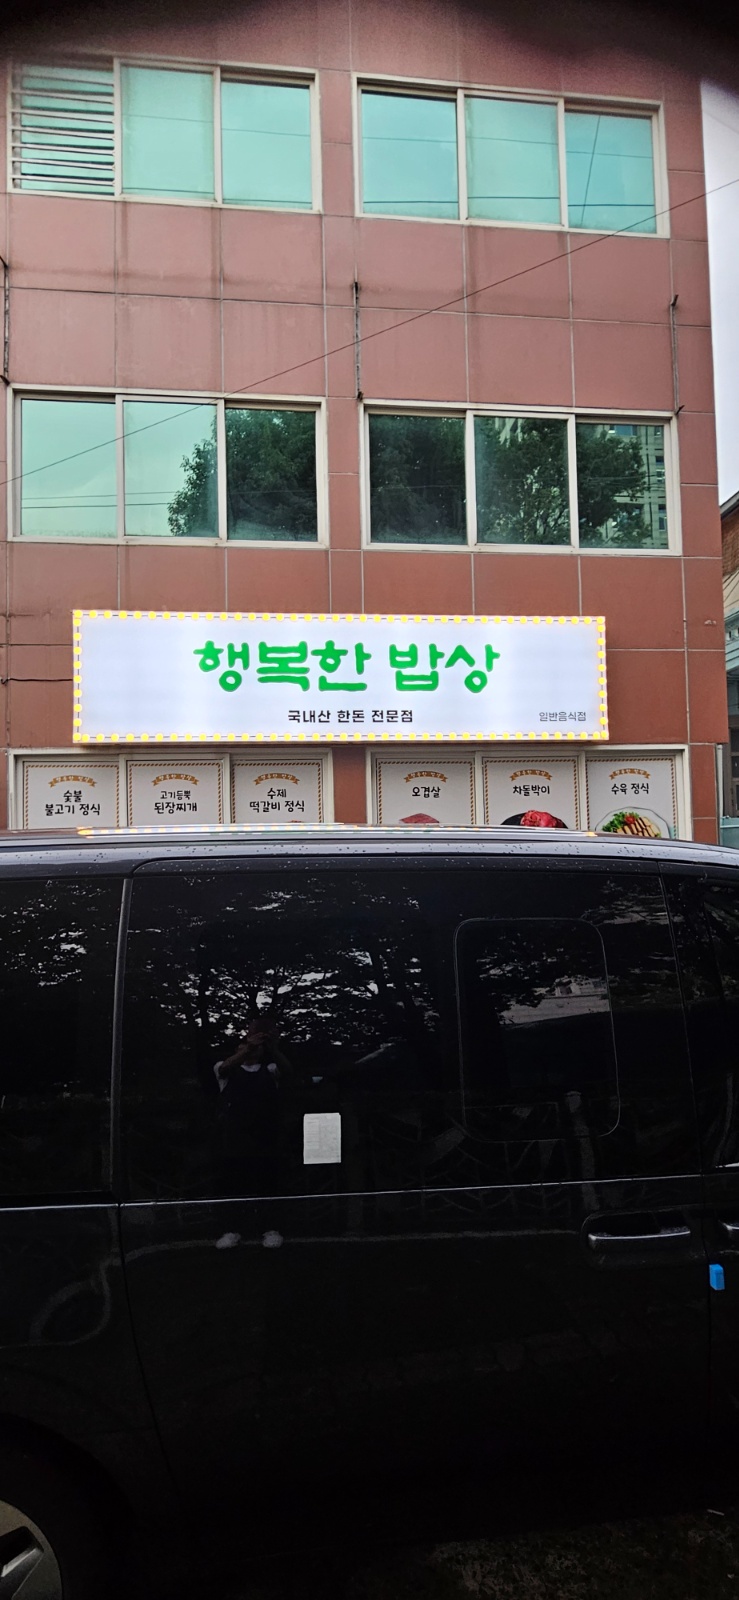 행복한 밥상
국내산 한돈 전문점
일반음식점
숯불
불고기 정식
고기듬뿍
된장찌개
수제
떡갈비 정식
오겹살
차돌박이
수육 정식